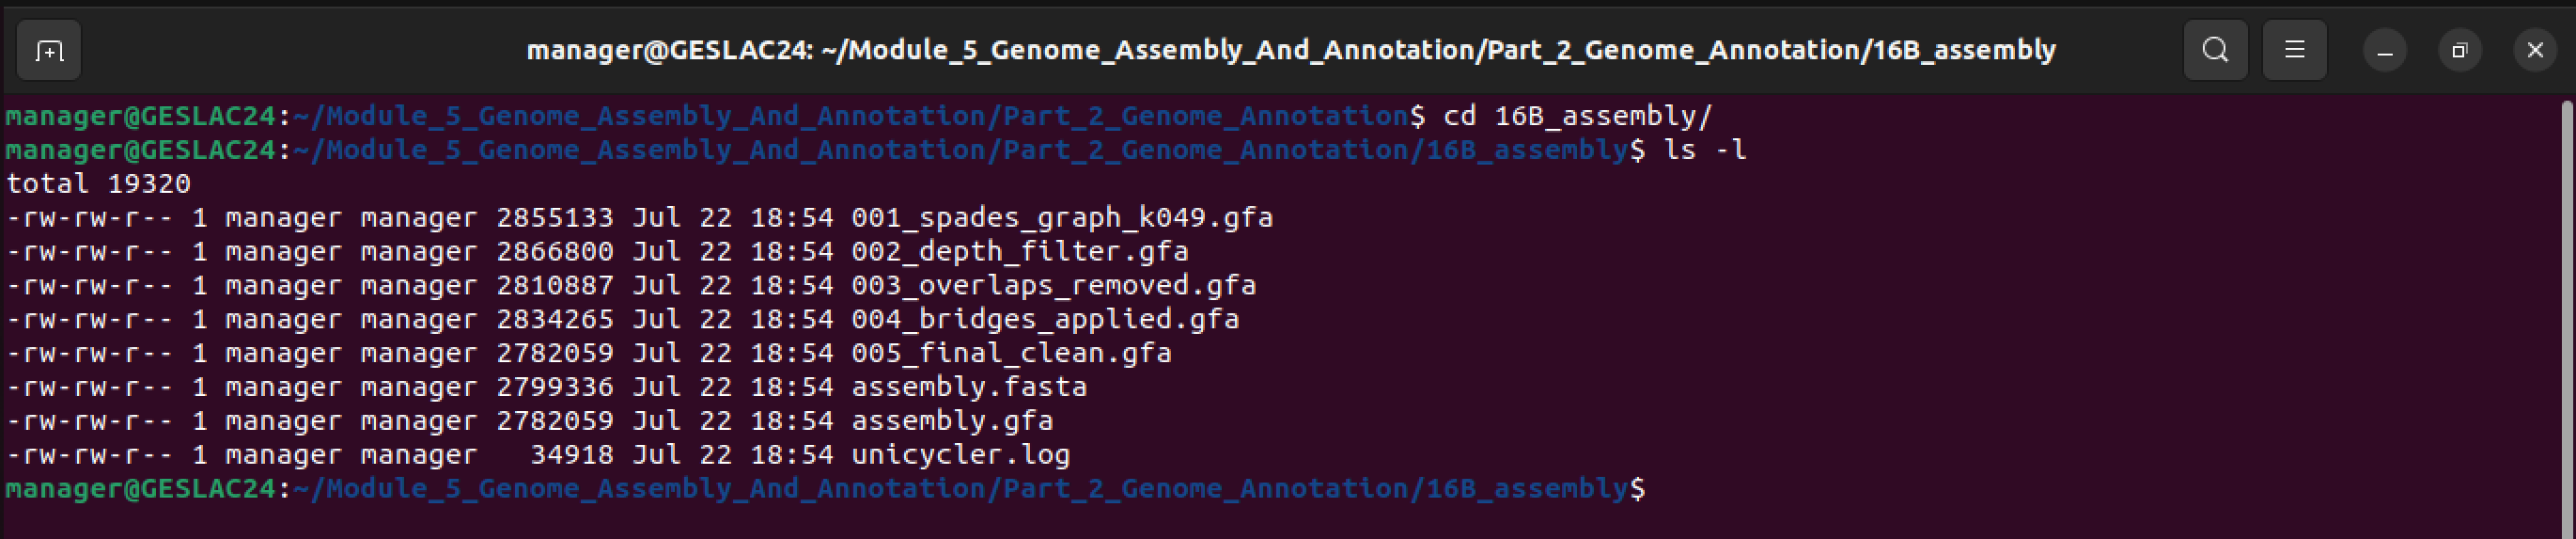 manager@GESLAC24: ~/Module_5_Genome_Assembly_And_Annotation/Part_2_Genome_Annotation/16B_assembly
manager@GESLAC24:~/Module_5_Genome_Assembly_And_Annotation/Part_2_Genome_Annotation$ cd 16B_assembly/
manager@GESLAC24:~/Module_5_Genome_Assembly_And_Annotation/Part_2_Genome_Annotation/16B_assembly$ ls -l
total 19320
-rw-rw-r-- 1 manager manager 2855133 Jul 22 18:54 001_spades_graph_k049.gfa
-rw-rw-r-- 1 manager manager 2866800 Jul 22 18:54 002_depth_filter.gfa
-rw-rw-r-- 1 manager manager 2810887 Jul 22 18:54 003_overlaps_removed.gfa
-rw-rw-r-- 1 manager manager 2834265 Jul 22 18:54 004_bridges_applied.gfa
-rw-rw-r-- 1 manager manager 2782059 Jul 22 18:54 005_final_clean.gfa
-rw-rw-r-- 1 manager manager 2799336 Jul 22 18:54 assembly.fasta
-rw-rw-r-- 1 manager manager 2782059 Jul 22 18:54 assembly.gfa
-rw-rw-r-- 1 manager manager   34918 Jul 22 18:54 unicycler.log
manager@GESLAC24:~/Module_5_Genome_Assembly_And_Annotation/Part_2_Genome_Annotation/16B_assembly$